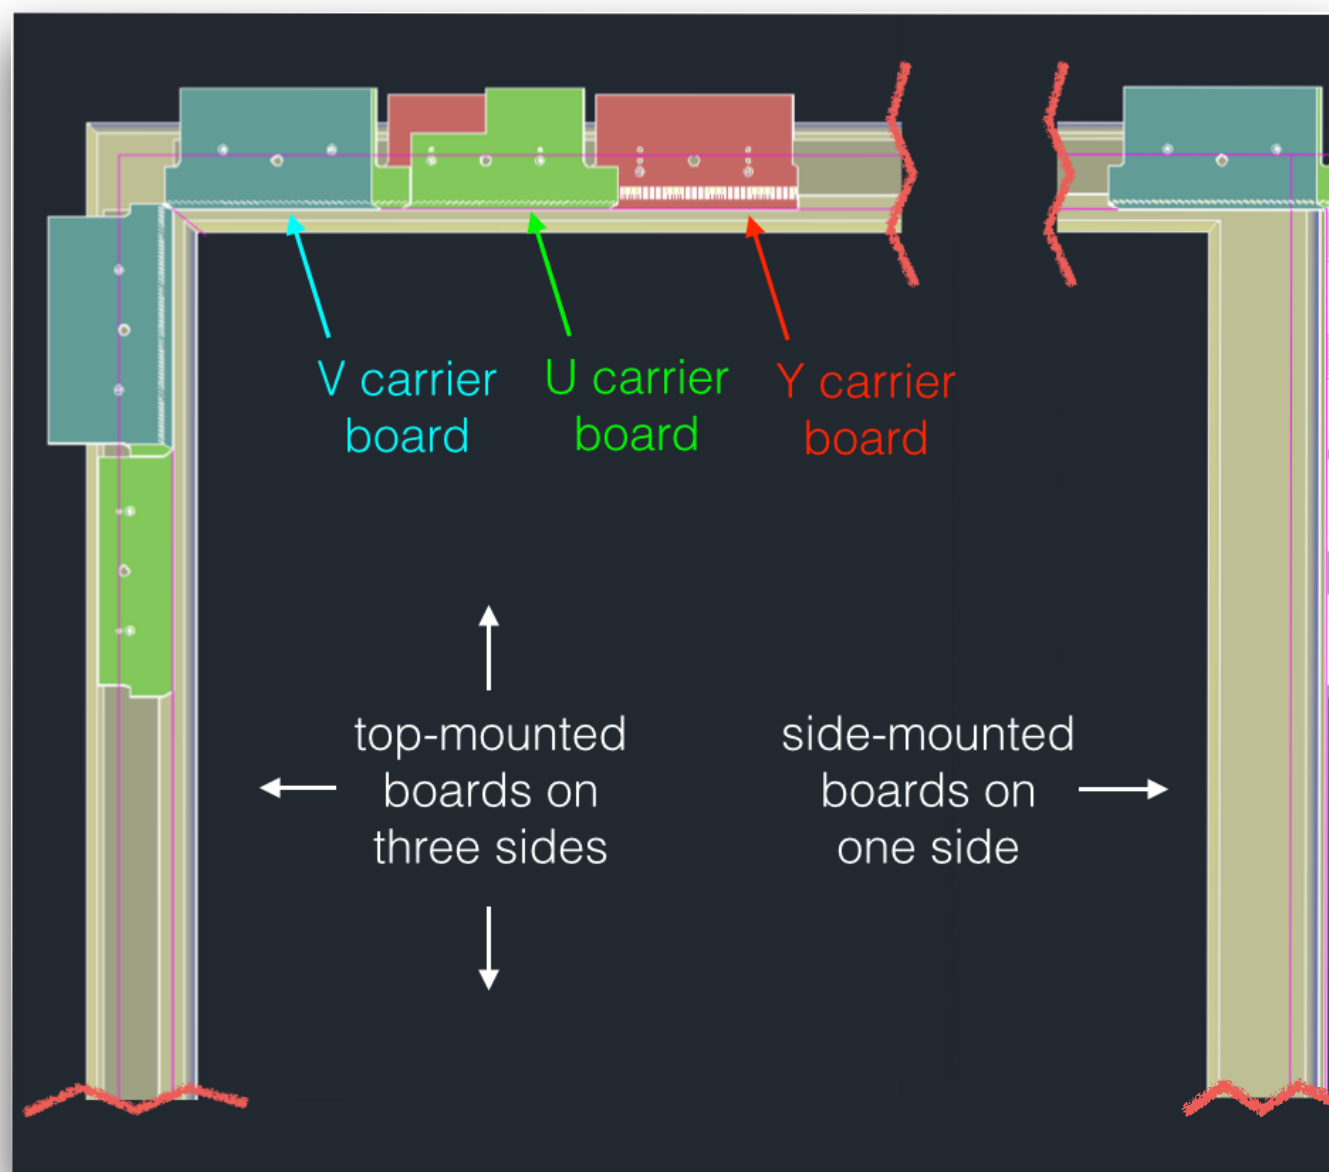 V carrier
board
U carrier
board
Y carrier
board
top-mounted
boards on
three sides
side-mounted
boards on
one side